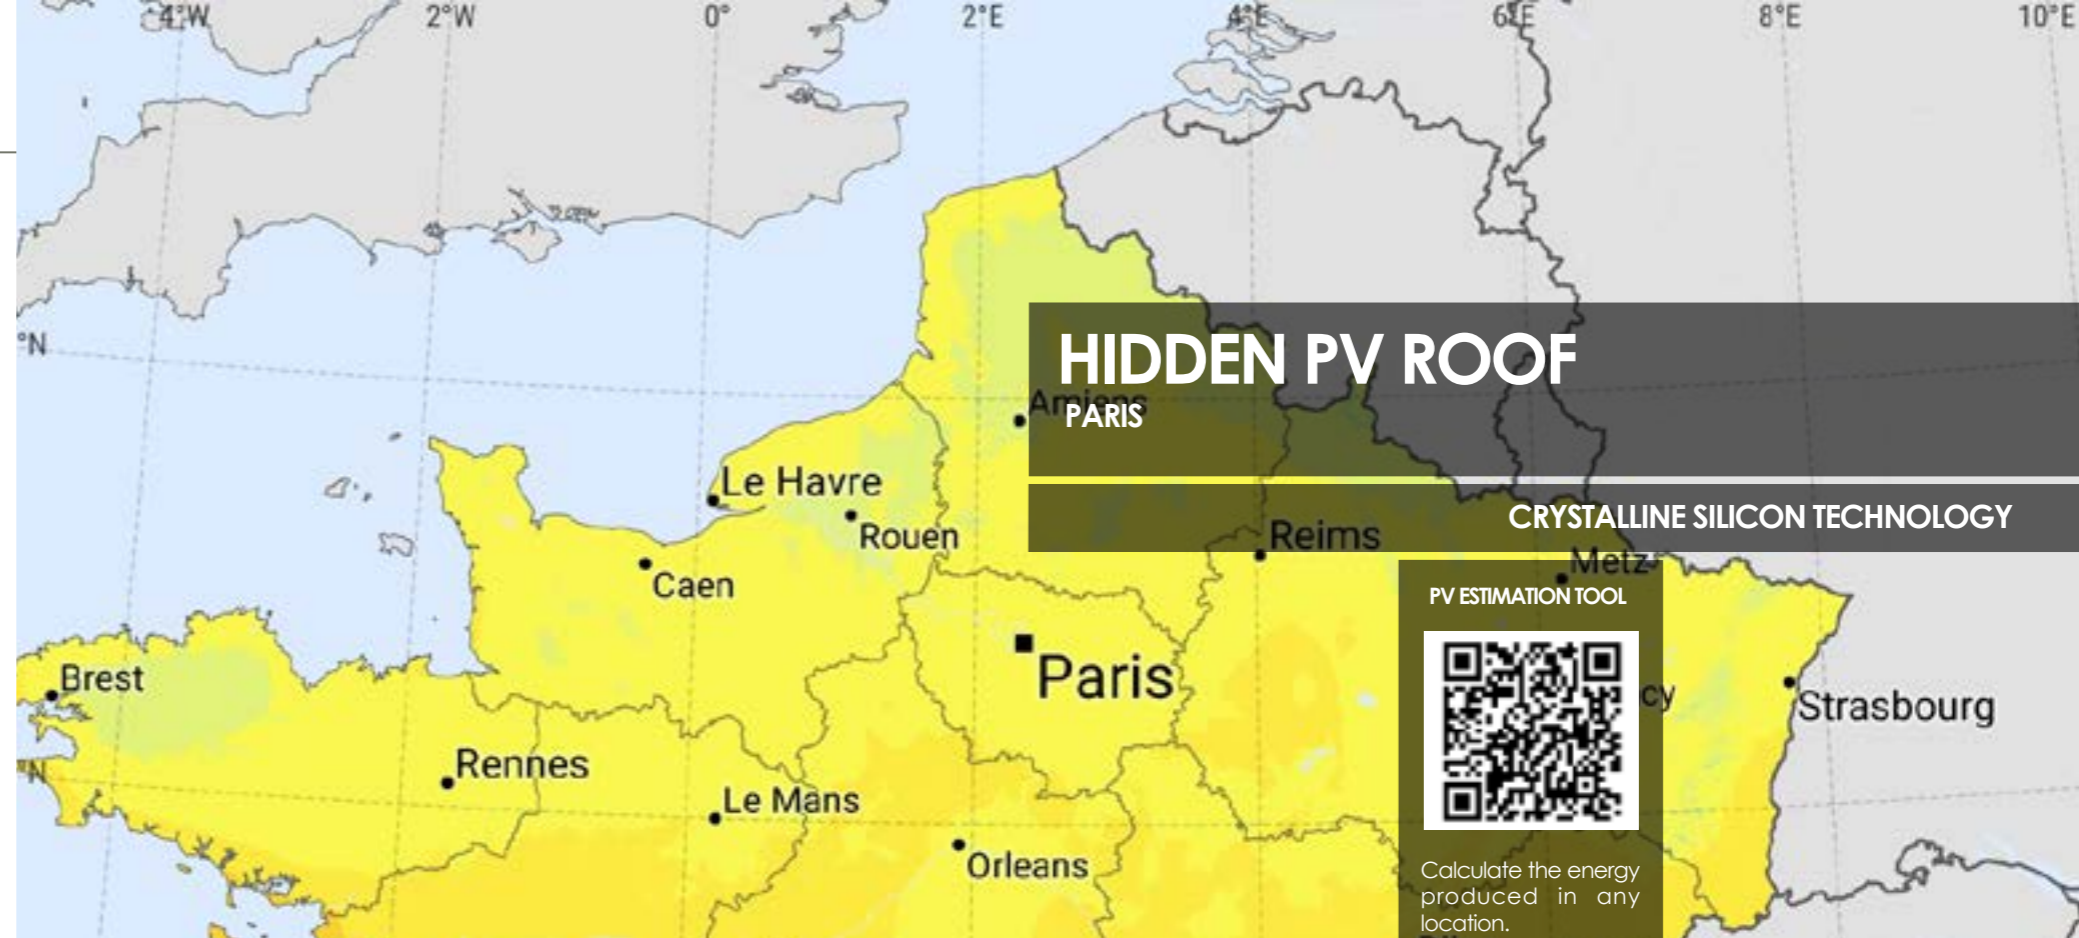 4°W
2°W
0°
2°E
4°E
6°E
8°E
10°E
°N
HIDDEN PV ROOF
Amiens
PARIS
Le Havre
Rouen
CRYSTALLINE SILICON TECHNOLOGY
Reims
Metz
Caen
PV ESTIMATION TOOL
Paris
Brest
cy
Strasbourg
Rennes
°N
Le Mans
Orleans
Calculate the energy
produced in any
location.